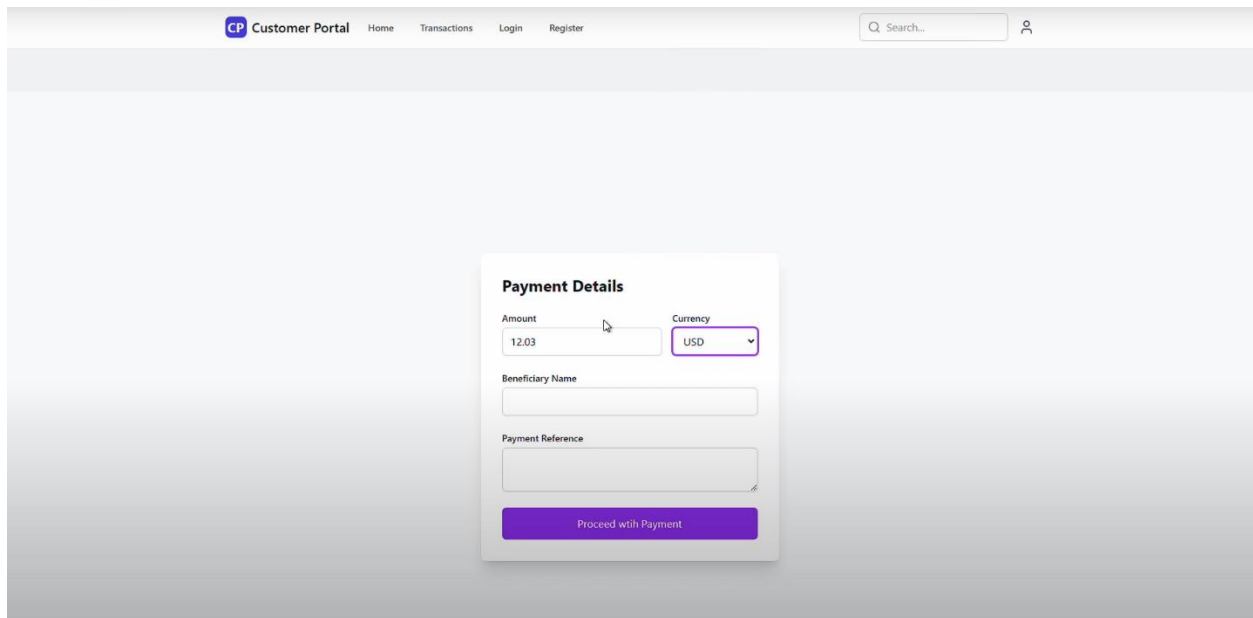 CP Customer Portal Home Transactions Login Register Search...
Payment Details
Amount Currency
12.03 USD
Beneficiary Name
Payment Reference
Proceed wtih Payment